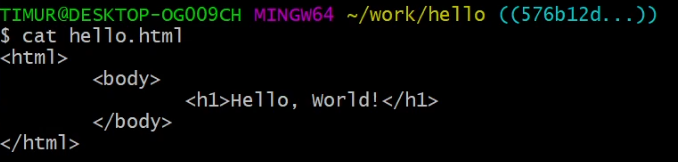 TIMUR@DESKTOP-OG009CH MINGW64 ~/work/hello ((576b12d...))
$ cat hello.html
<html>
        <body>
                <h1>Hello, World!</h1>
        </body>
</html>